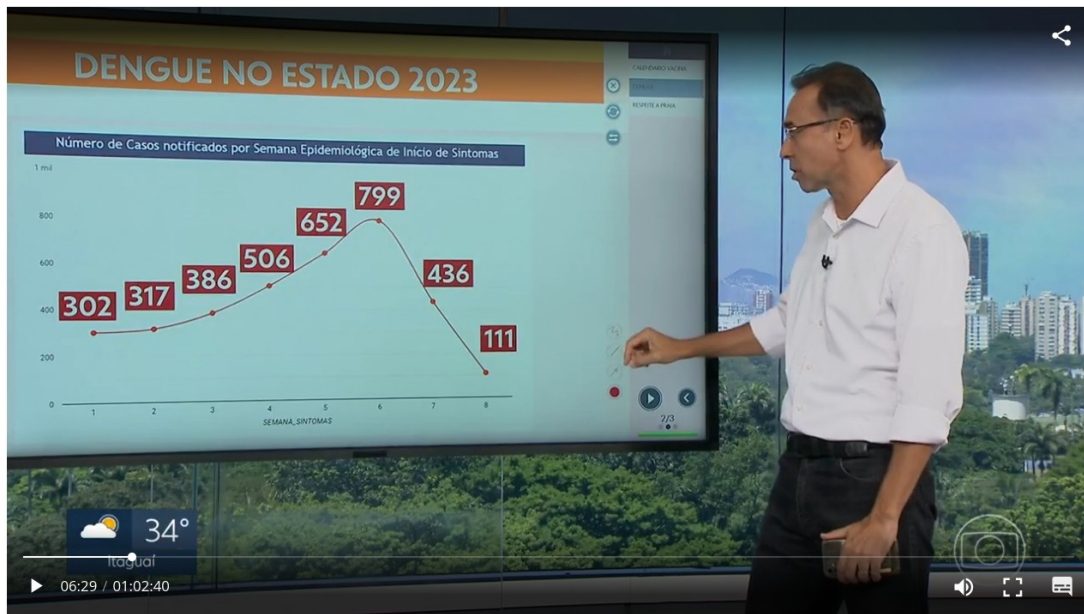 DENGUE NO ESTADO 2023
CALENDÁRIO VACINA
DENGUE
RESPEITE A PRAIA
Número de Casos notificados por Semana Epidemiológica de Início de Sintomas
1 mil
800
600
400
200
0
302
317
386
506
652
799
436
111
1
2
3
4
5
6
7
8
SEMANA_SINTOMAS
2/3
34°
Itaguaí
06:29 / 01:02:40